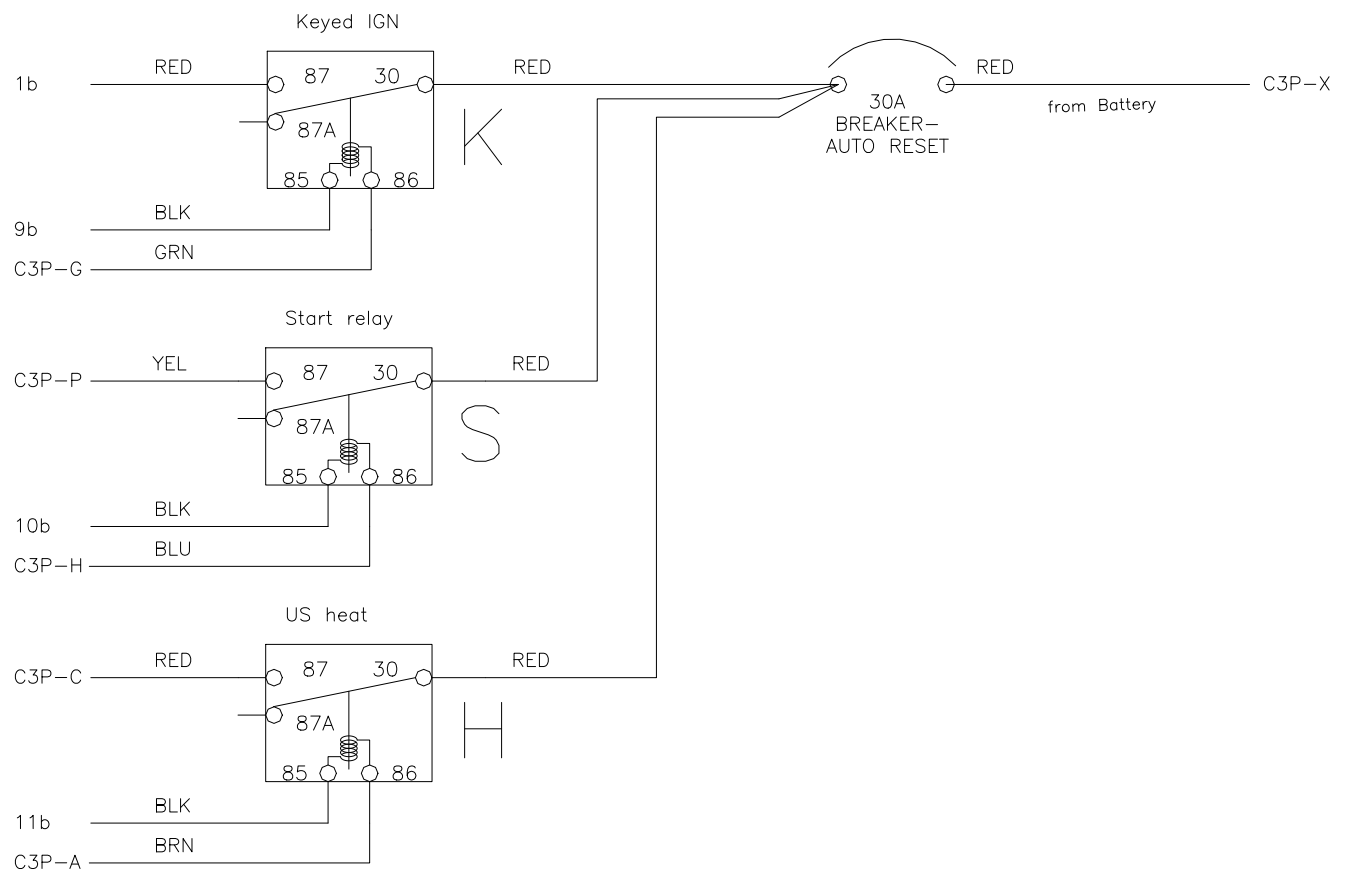 Keyed IGN
1b RED 87 30 RED
87A
K
85 86
9b BLK
C3P-G GRN
RED
30A
BREAKER-
AUTO RESET
from Battery
C3P-X
Start relay
C3P-P YEL 87 30 RED
87A
S
85 86
10b BLK
C3P-H BLU
US heat
C3P-C RED 87 30 RED
87A
H
85 86
11b BLK
C3P-A BRN